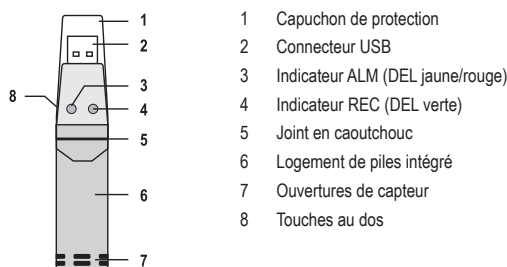 1
2
3
8
4
5
6
7
1 Capuchon de protection
2 Connecteur USB
3 Indicateur ALM (DEL jaune/rouge)
4 Indicateur REC (DEL verte)
5 Joint en caoutchouc
6 Logement de piles intégré
7 Ouvertures de capteur
8 Touches au dos